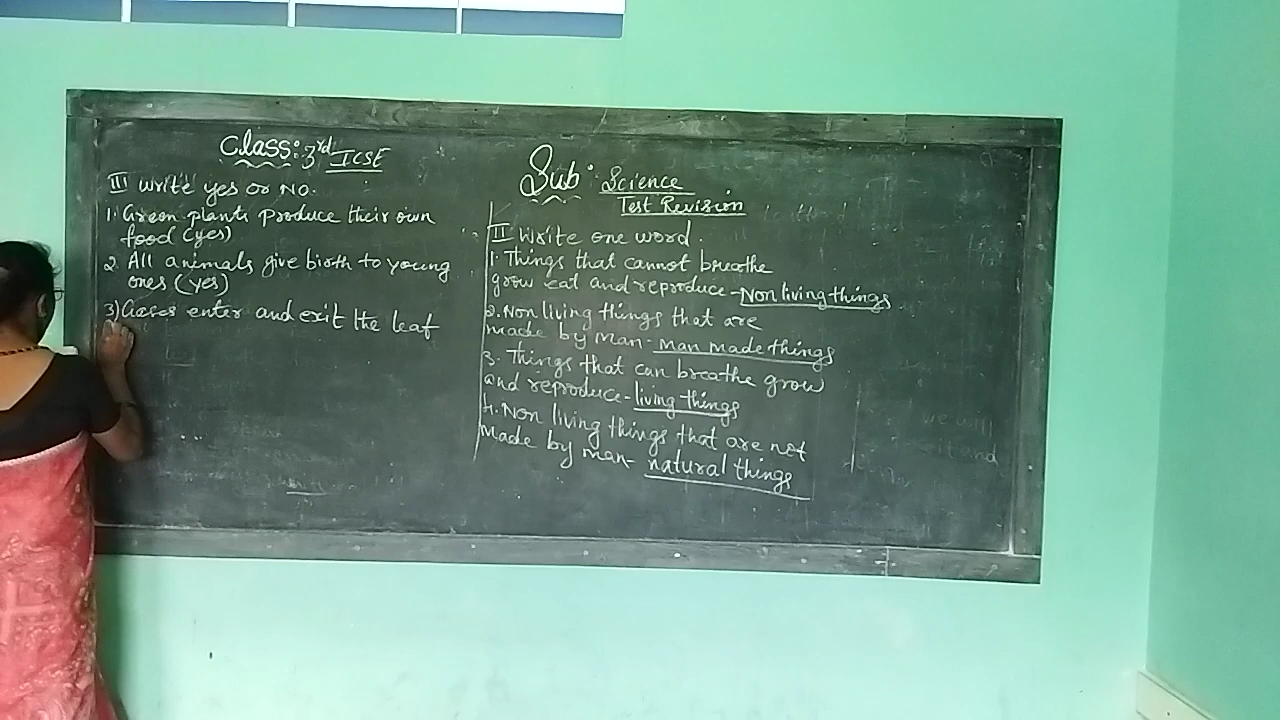 Class: 3rd ICSE
III Write yes or No.
1. Green plants produce their own
food (yes)
2. All animals give birth to young
ones (yes)
3) Gases enter and exit the leaf
Sub: Science
Test Revision
II Write one word.
1. Things that cannot breathe
grow eat and reproduce - Non living things
2. Non living things that are
made by man - man made things
3. Things that can breathe grow
and reproduce - living things
4. Non living things that are not
made by man - natural things